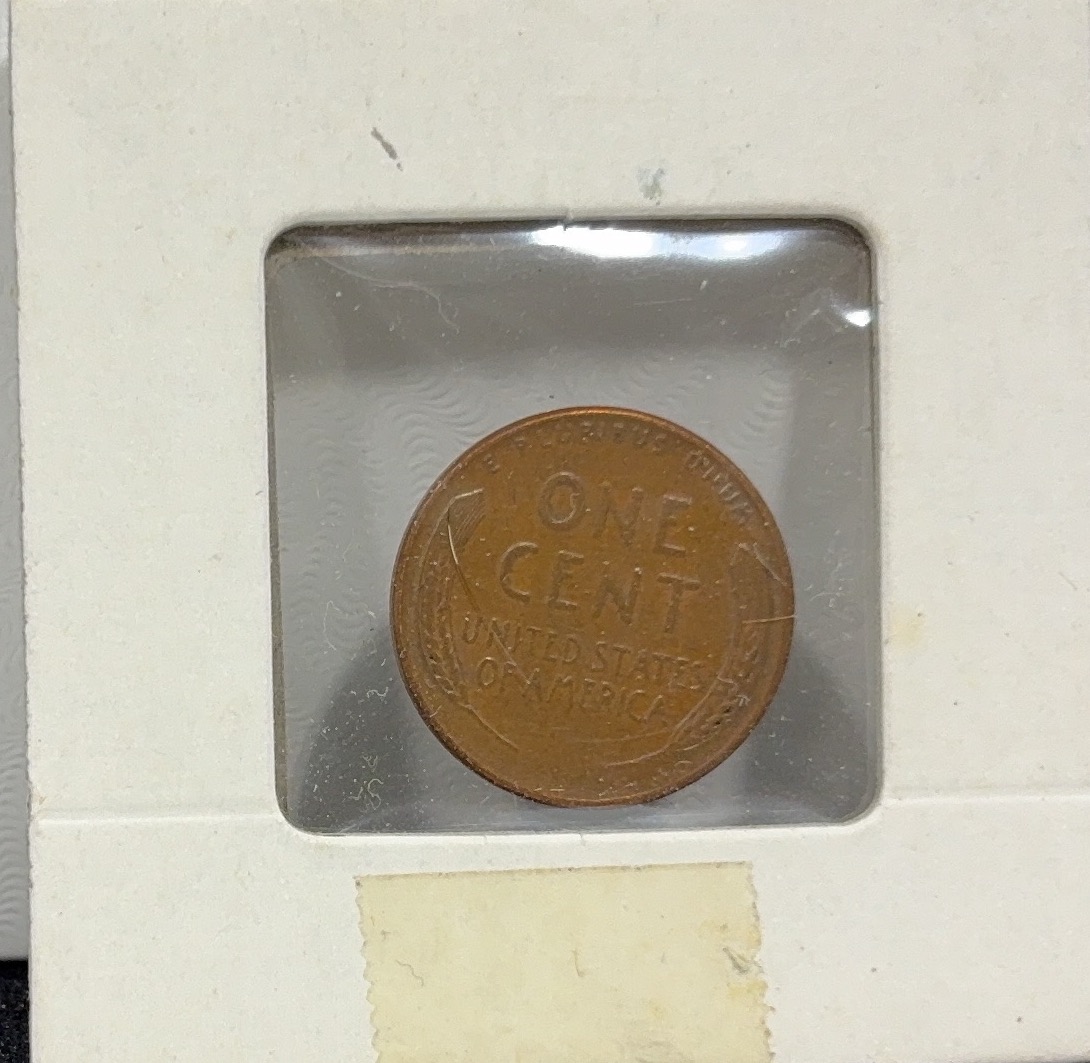 E PLURIBUS UNUM
ONE
CENT
UNITED STATES
OF AMERICA